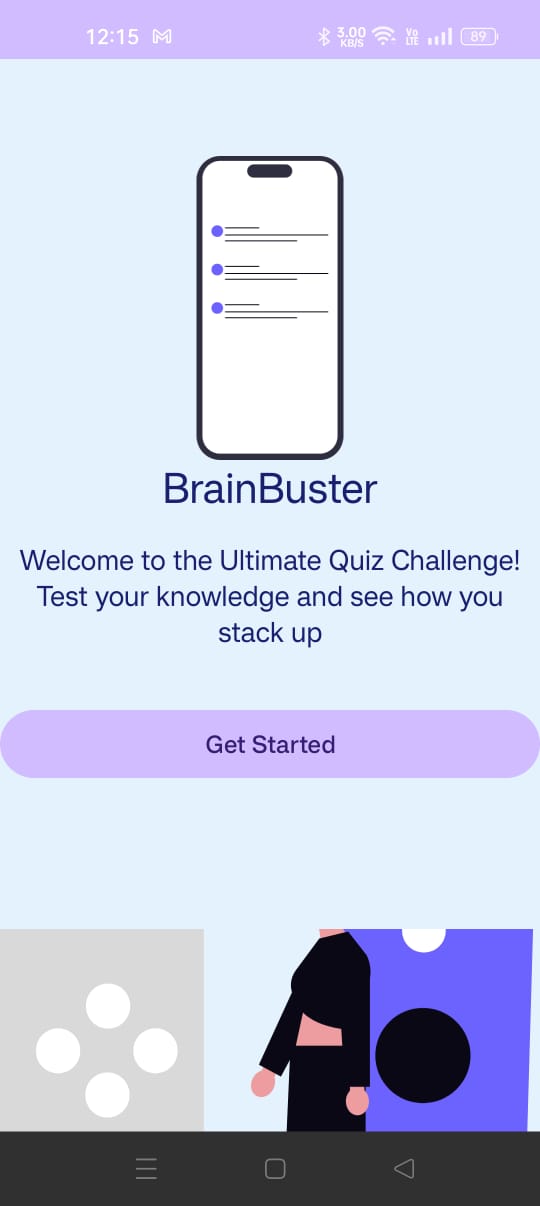 12:15
3.00
KB/S
Vo
LTE
89
BrainBuster
Welcome to the Ultimate Quiz Challenge!
Test your knowledge and see how you
stack up
Get Started